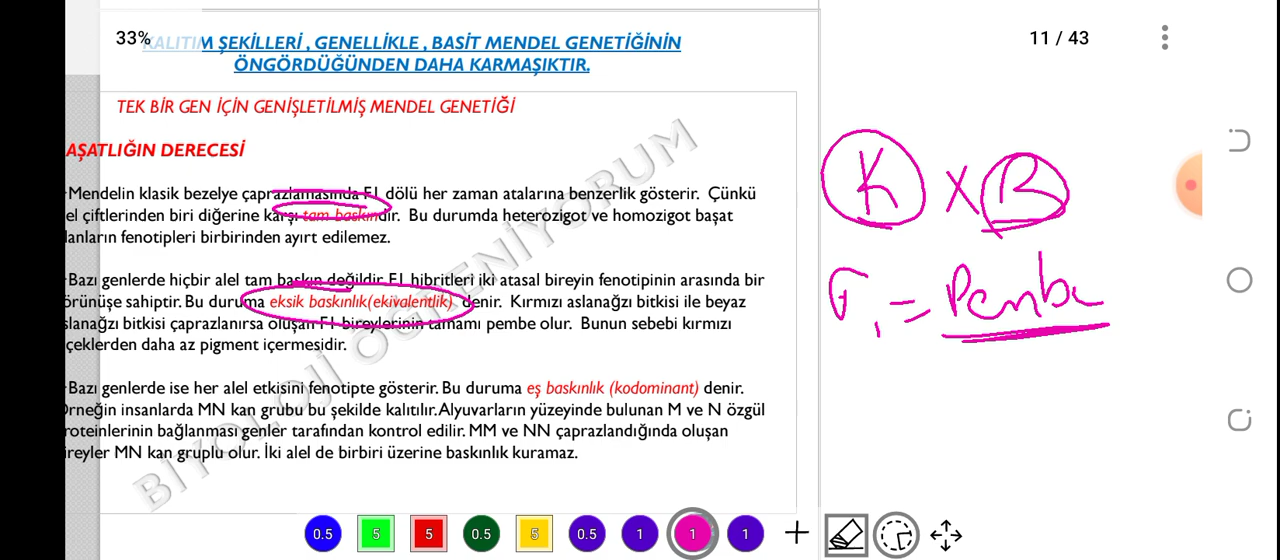 33%
KALITIM ŞEKİLLERİ , GENELLİKLE , BASİT MENDEL GENETİĞİNİN
ÖNGÖRDÜĞÜNDEN DAHA KARMAŞIKTIR.
11 / 43
TEK BİR GEN İÇİN GENİŞLETİLMİŞ MENDEL GENETİĞİ
AŞATLIĞIN DERECESİ
Mendelin klasik bezelye çaprazlamasında F1 dölü her zaman atalarına benzerlik gösterir. Çünkü
el çiftlerinden biri diğerine karşı tam baskındır. Bu durumda heterozigot ve homozigot başat
lanların fenotipleri birbirinden ayırt edilemez.
Bazı genlerde hiçbir alel tam baskın değildir F1 hibritleri iki atasal bireyin fenotipinin arasında bir
örünüşe sahiptir. Bu duruma eksik baskınlık(ekivalentlik) denir. Kırmızı aslanağzı bitkisi ile beyaz
slanağzı bitkisi çaprazlanırsa oluşan F1 bireylerinin tamamı pembe olur. Bunun sebebi kırmızı
çeklerden daha az pigment içermesidir.
Bazı genlerde ise her alel etkisini fenotipte gösterir. Bu duruma eş baskınlık (kodominant) denir.
Örneğin insanlarda MN kan grubu bu şekilde kalıtılır. Alyuvarların yüzeyinde bulunan M ve N özgül
roteinlerinin bağlanması genler tarafından kontrol edilir. MM ve NN çaprazlandığında oluşan
ireyler MN kan gruplu olur. İki alel de birbiri üzerine baskınlık kuramaz.
BİYOLOJİ ÖĞRENİYORUM
K X B
F1 = Pembe
0.5 5 5 0.5 5 0.5 1 1 1